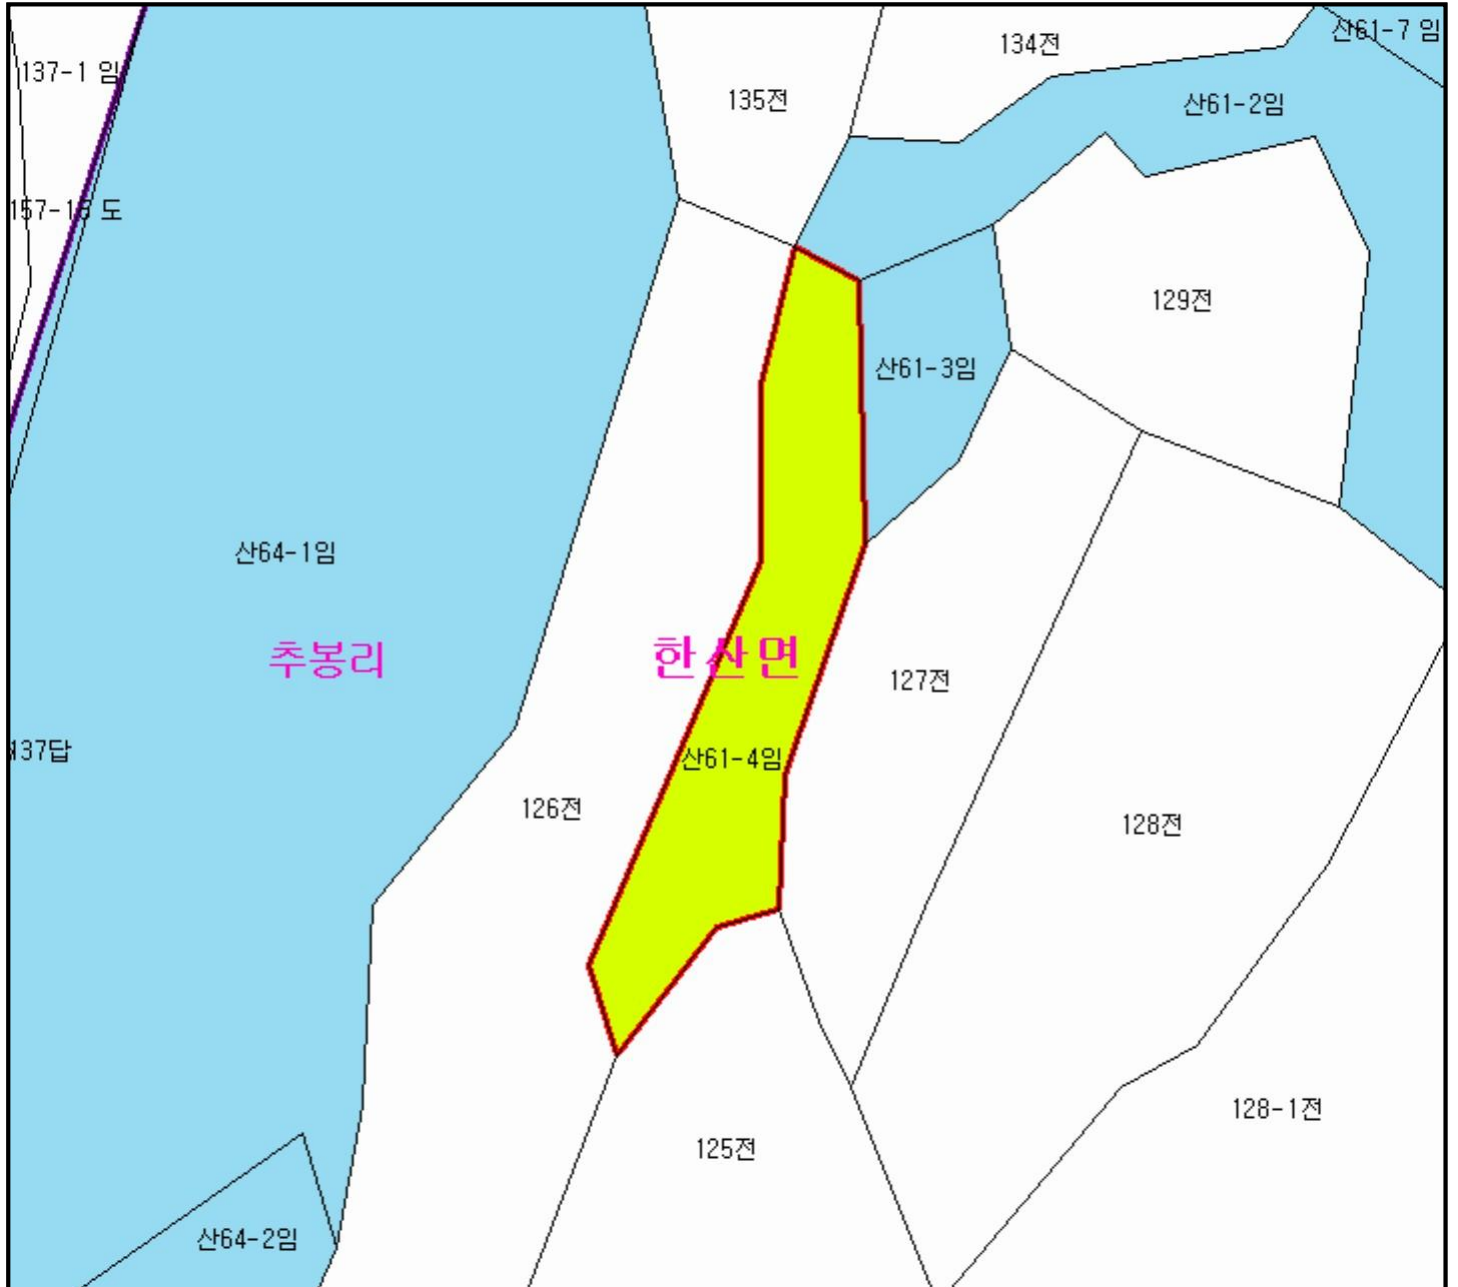 산61-7 임
134전
137-1 임
135전
산61-2임
157-16 도
129전
산61-3임
산64-1임
추봉리
한산면
127전
137답
산61-4임
126전
128전
128-1전
125전
산64-2임